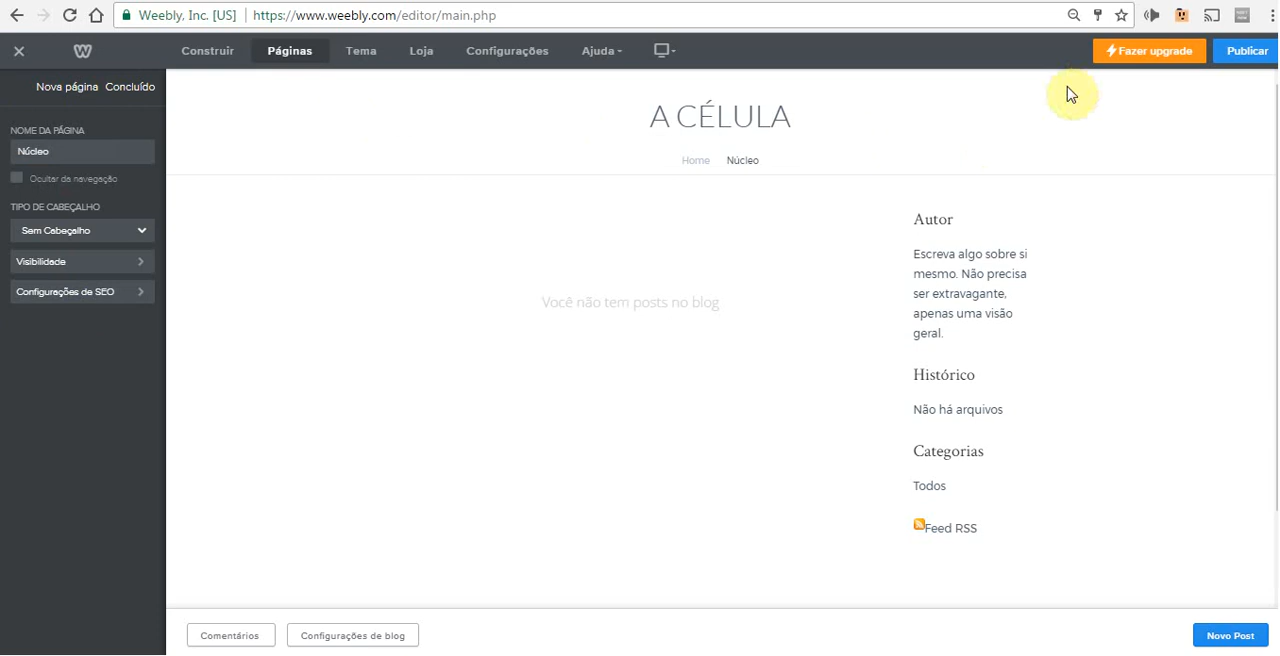 Weebly, Inc. [US] https://www.weebly.com/editor/main.php
Construir Páginas Tema Loja Configurações Ajuda Fazer upgrade Publicar
Nova página Concluído
A CÉLULA
NOME DA PÁGINA
Núcleo
Home Núcleo
Ocultar da navegação
TIPO DE CABEÇALHO
Sem Cabeçalho
Visibilidade
Configurações de SEO
Você não tem posts no blog
Autor
Escreva algo sobre si
mesmo. Não precisa
ser extravagante,
apenas uma visão
geral.
Histórico
Não há arquivos
Categorias
Todos
Feed RSS
Comentários Configurações de blog Novo Post